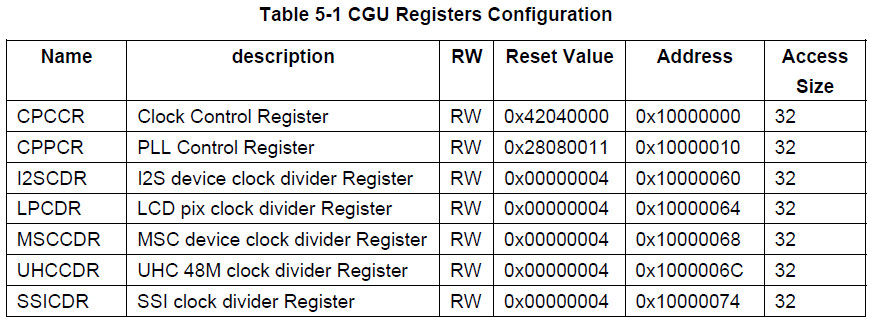 Table 5-1 CGU Registers Configuration
Name description RW Reset Value Address Access
Size
CPCCR Clock Control Register RW 0x42040000 0x10000000 32
CPPCR PLL Control Register RW 0x28080011 0x10000010 32
I2SCDR I2S device clock divider Register RW 0x00000004 0x10000060 32
LPCDR LCD pix clock divider Register RW 0x00000004 0x10000064 32
MSCCDR MSC device clock divider Register RW 0x00000004 0x10000068 32
UHCCDR UHC 48M clock divider Register RW 0x00000004 0x1000006C 32
SSICDR SSI clock divider Register RW 0x00000004 0x10000074 32